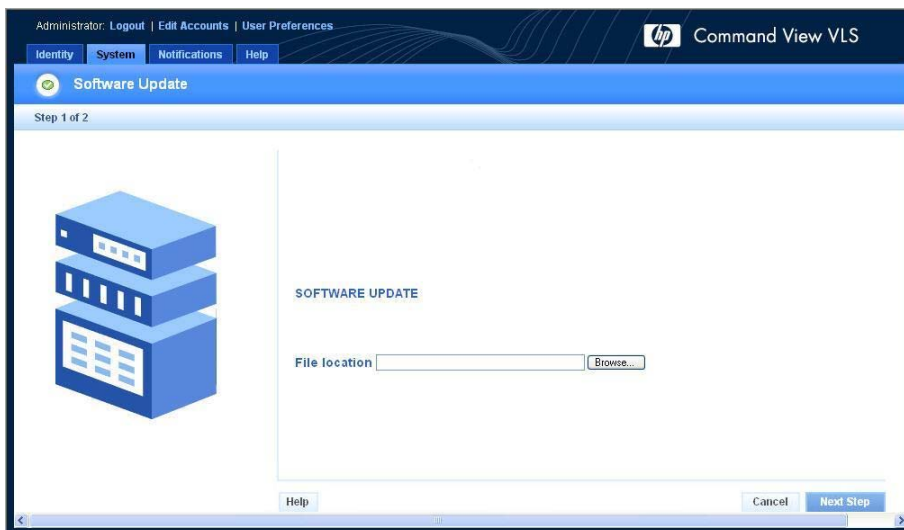 Administrator: Logout | Edit Accounts | User Preferences
hp Command View VLS
Identity System Notifications Help
Software Update
Step 1 of 2
SOFTWARE UPDATE
File location Browse...
Help Cancel Next Step